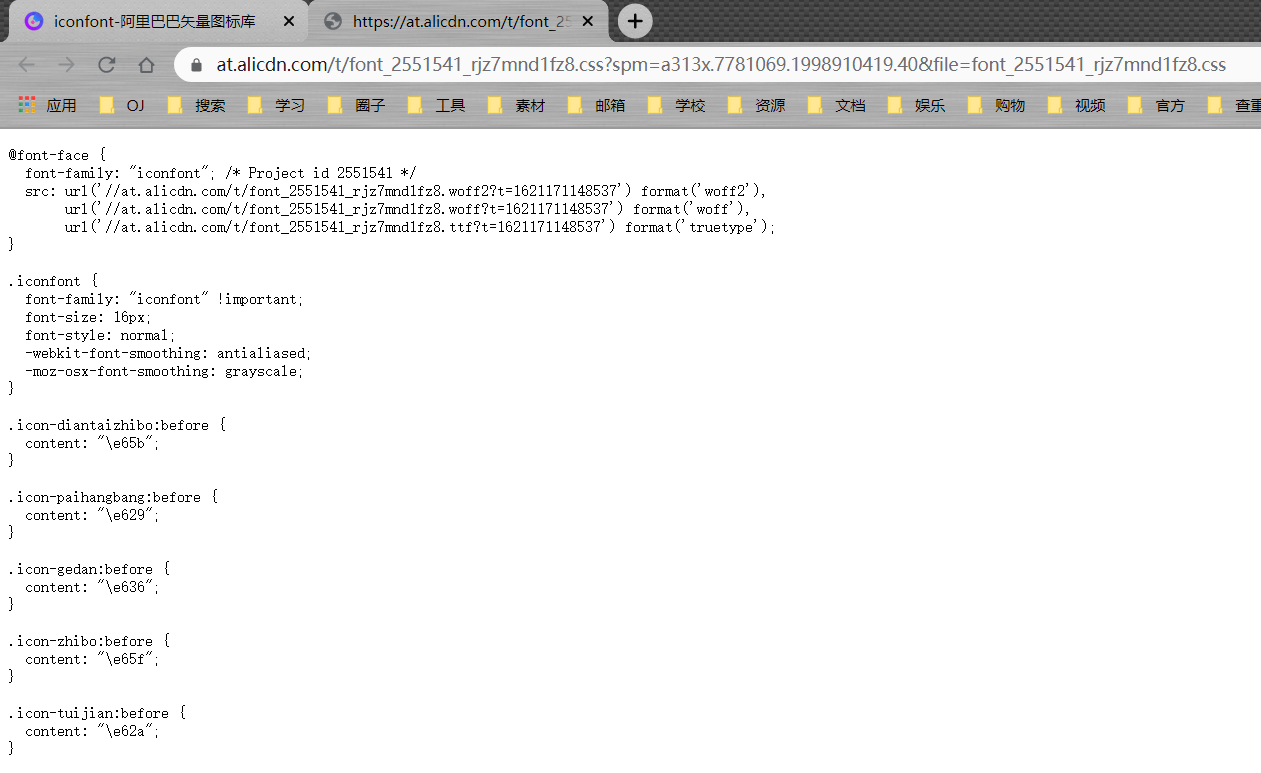 iconfont-阿里巴巴矢量图标库
https://at.alicdn.com/t/font_25
at.alicdn.com/t/font_2551541_rjz7mnd1fz8.css?spm=a313x.7781069.1998910419.40&file=font_2551541_rjz7mnd1fz8.css
应用 OJ 搜索 学习 圈子 工具 素材 邮箱 学校 资源 文档 娱乐 购物 视频 官方 查重
@font-face {
  font-family: "iconfont"; /* Project id 2551541 */
  src: url('//at.alicdn.com/t/font_2551541_rjz7mnd1fz8.woff2?t=1621171148537') format('woff2'),
       url('//at.alicdn.com/t/font_2551541_rjz7mnd1fz8.woff?t=1621171148537') format('woff'),
       url('//at.alicdn.com/t/font_2551541_rjz7mnd1fz8.ttf?t=1621171148537') format('truetype');
}
.iconfont {
  font-family: "iconfont" !important;
  font-size: 16px;
  font-style: normal;
  -webkit-font-smoothing: antialiased;
  -moz-osx-font-smoothing: grayscale;
}
.icon-diantaizhibo:before {
  content: "\e65b";
}
.icon-paihangbang:before {
  content: "\e629";
}
.icon-gedan:before {
  content: "\e636";
}
.icon-zhibo:before {
  content: "\e65f";
}
.icon-tuijian:before {
  content: "\e62a";
}